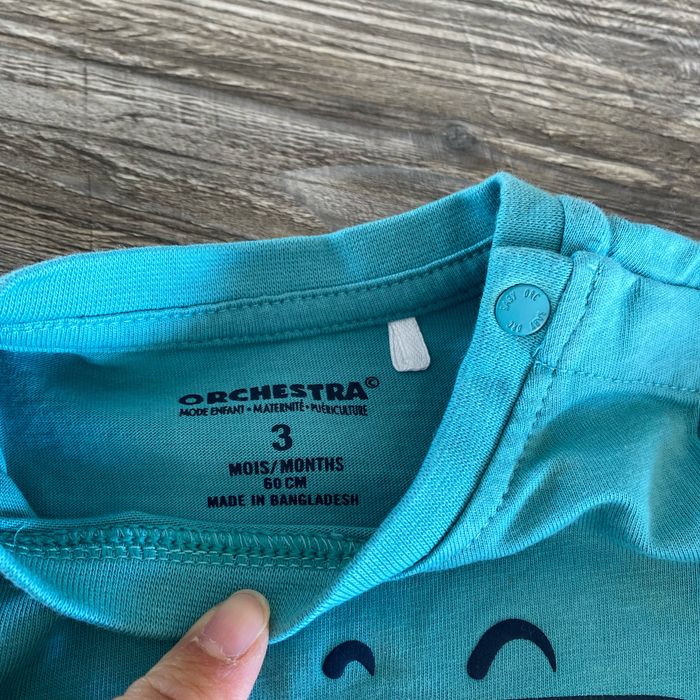 ORCHESTRA©
MODE ENFANT • MATERNITÉ • PUÉRICULTURE
3
MOIS/MONTHS
60 CM
MADE IN BANGLADESH